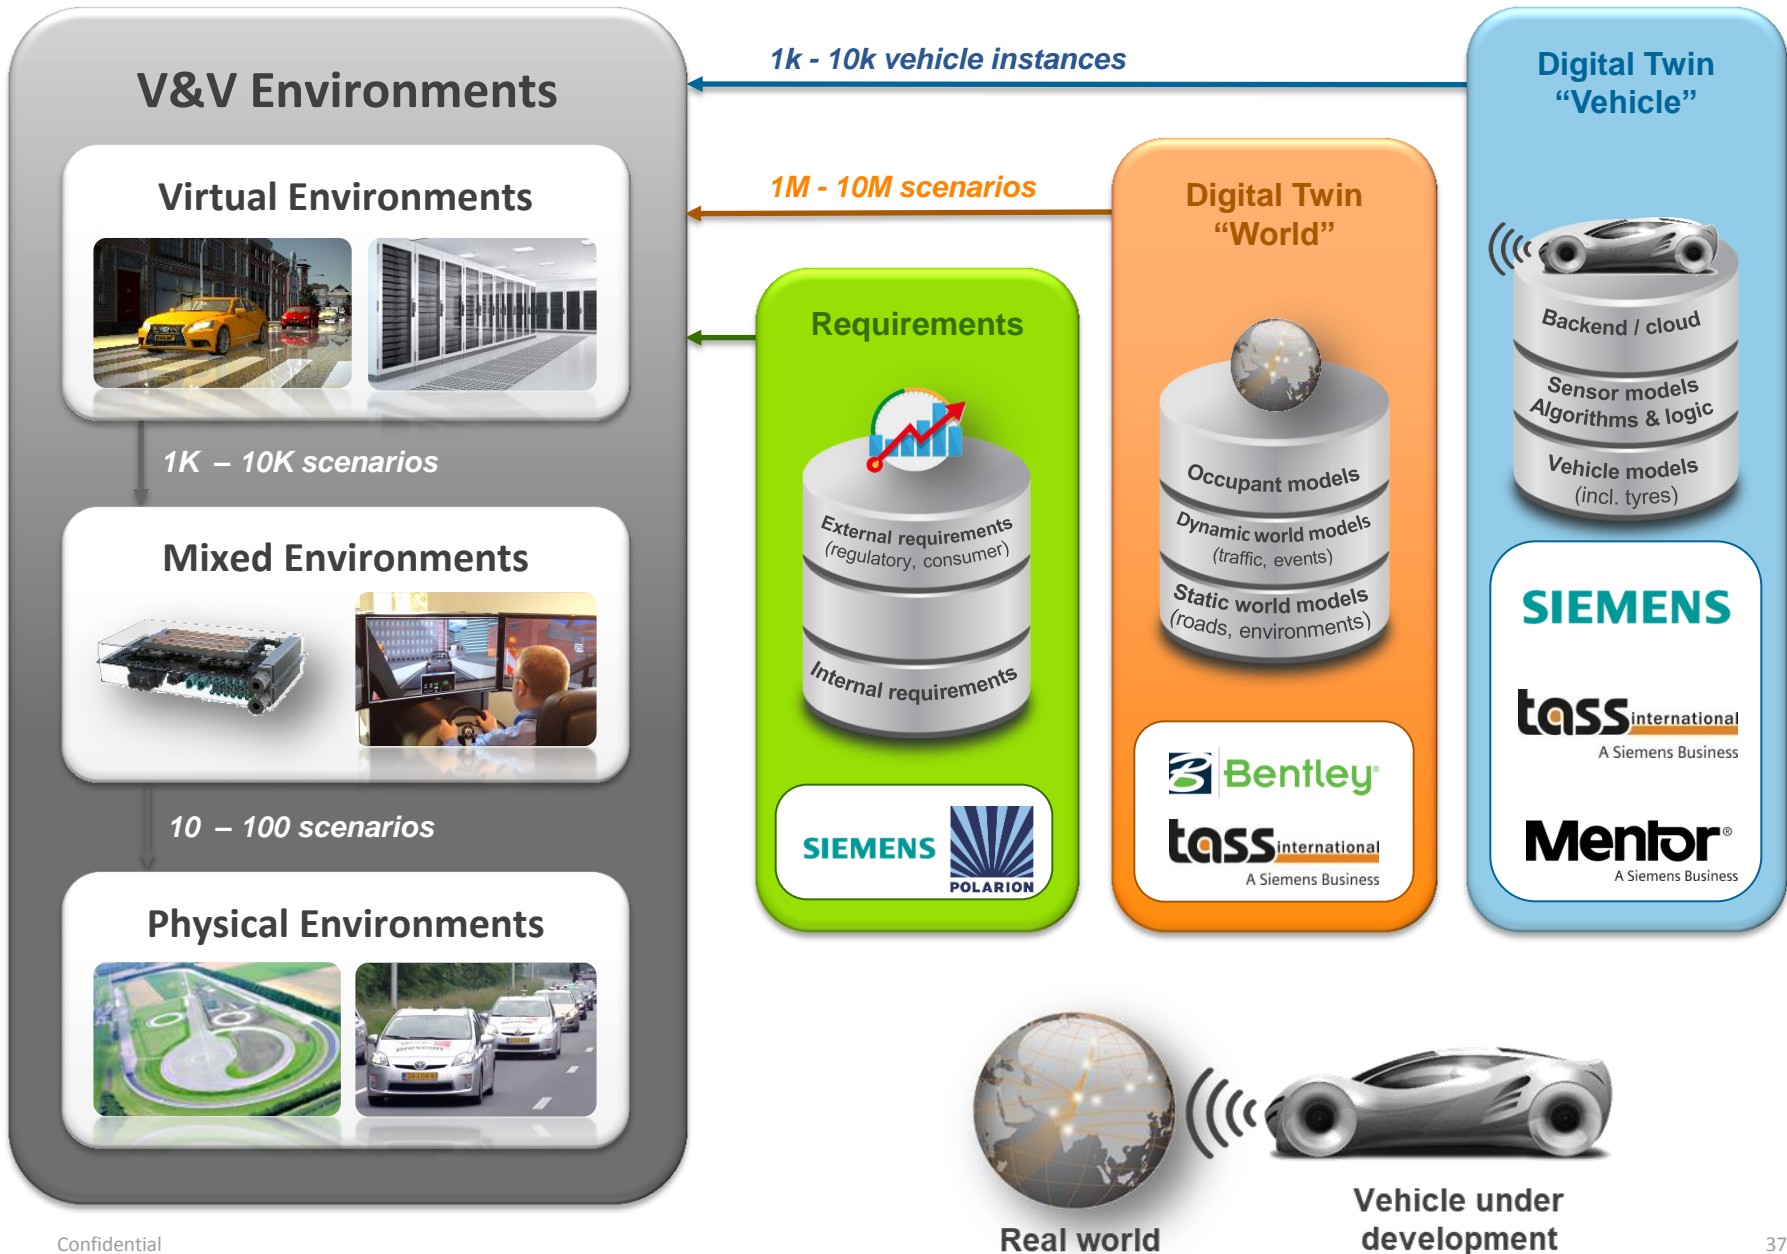 V&V Environments
Virtual Environments
1K – 10K scenarios
Mixed Environments
10 – 100 scenarios
Physical Environments
1k - 10k vehicle instances
1M - 10M scenarios
Requirements
External requirements
(regulatory, consumer)
Internal requirements
SIEMENS
POLARION
Digital Twin
“World”
Occupant models
Dynamic world models
(traffic, events)
Static world models
(roads, environments)
Bentley®
tass international
A Siemens Business
Digital Twin
“Vehicle”
Backend / cloud
Sensor models
Algorithms & logic
Vehicle models
(incl. tyres)
SIEMENS
tass international
A Siemens Business
Mentor®
A Siemens Business
Real world
Vehicle under
development
Confidential
37